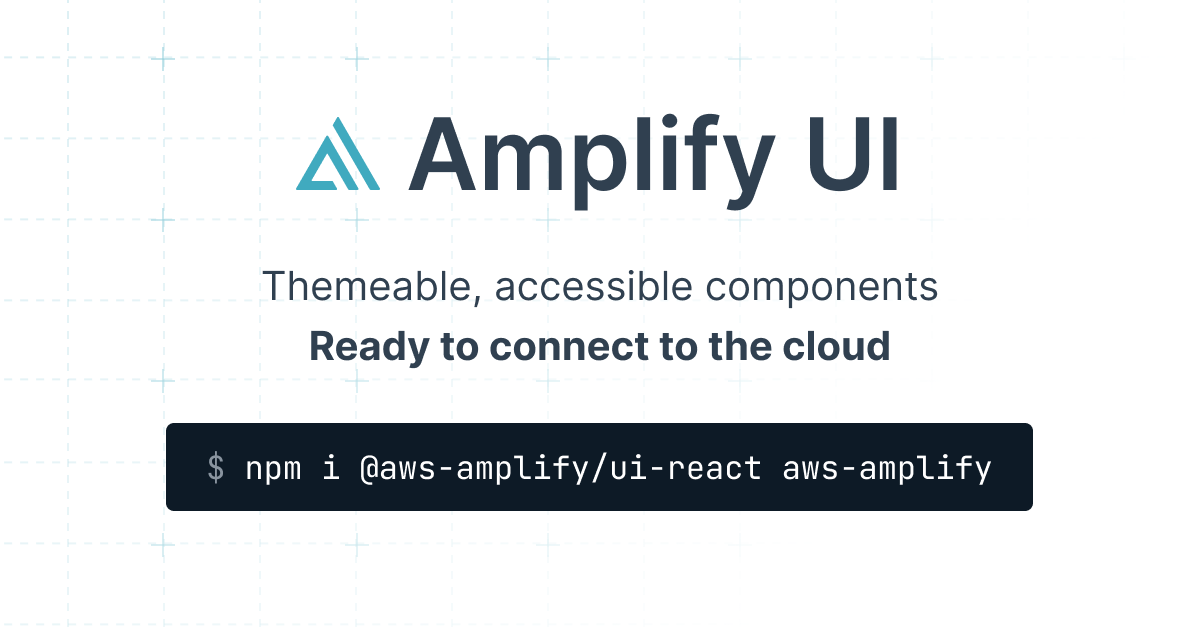 Amplify UI
Themeable, accessible components
Ready to connect to the cloud
$ npm i @aws-amplify/ui-react aws-amplify